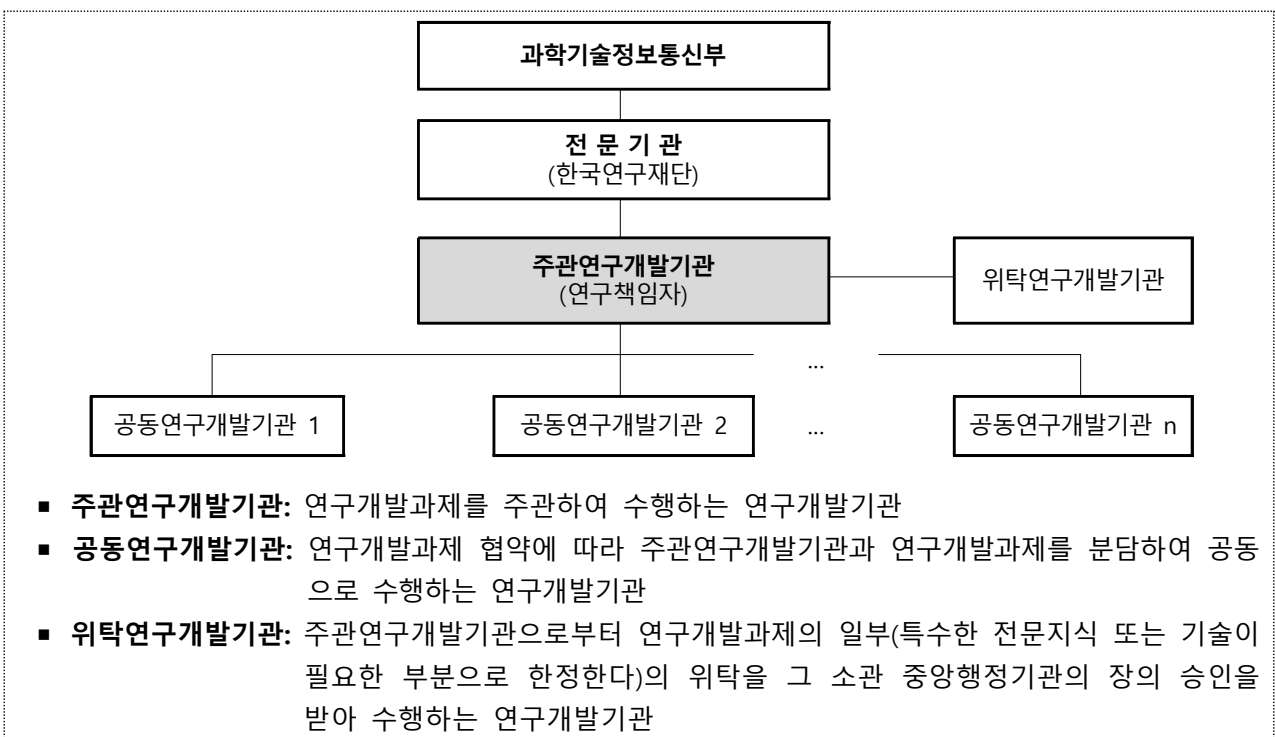 과학기술정보통신부
전 문 기 관
(한국연구재단)
주관연구개발기관
(연구책임자)
위탁연구개발기관
...
공동연구개발기관 1
공동연구개발기관 2
...
공동연구개발기관 n
▪ 주관연구개발기관: 연구개발과제를 주관하여 수행하는 연구개발기관
▪ 공동연구개발기관: 연구개발과제 협약에 따라 주관연구개발기관과 연구개발과제를 분담하여 공동
으로 수행하는 연구개발기관
▪ 위탁연구개발기관: 주관연구개발기관으로부터 연구개발과제의 일부(특수한 전문지식 또는 기술이
필요한 부분으로 한정한다)의 위탁을 그 소관 중앙행정기관의 장의 승인을
받아 수행하는 연구개발기관